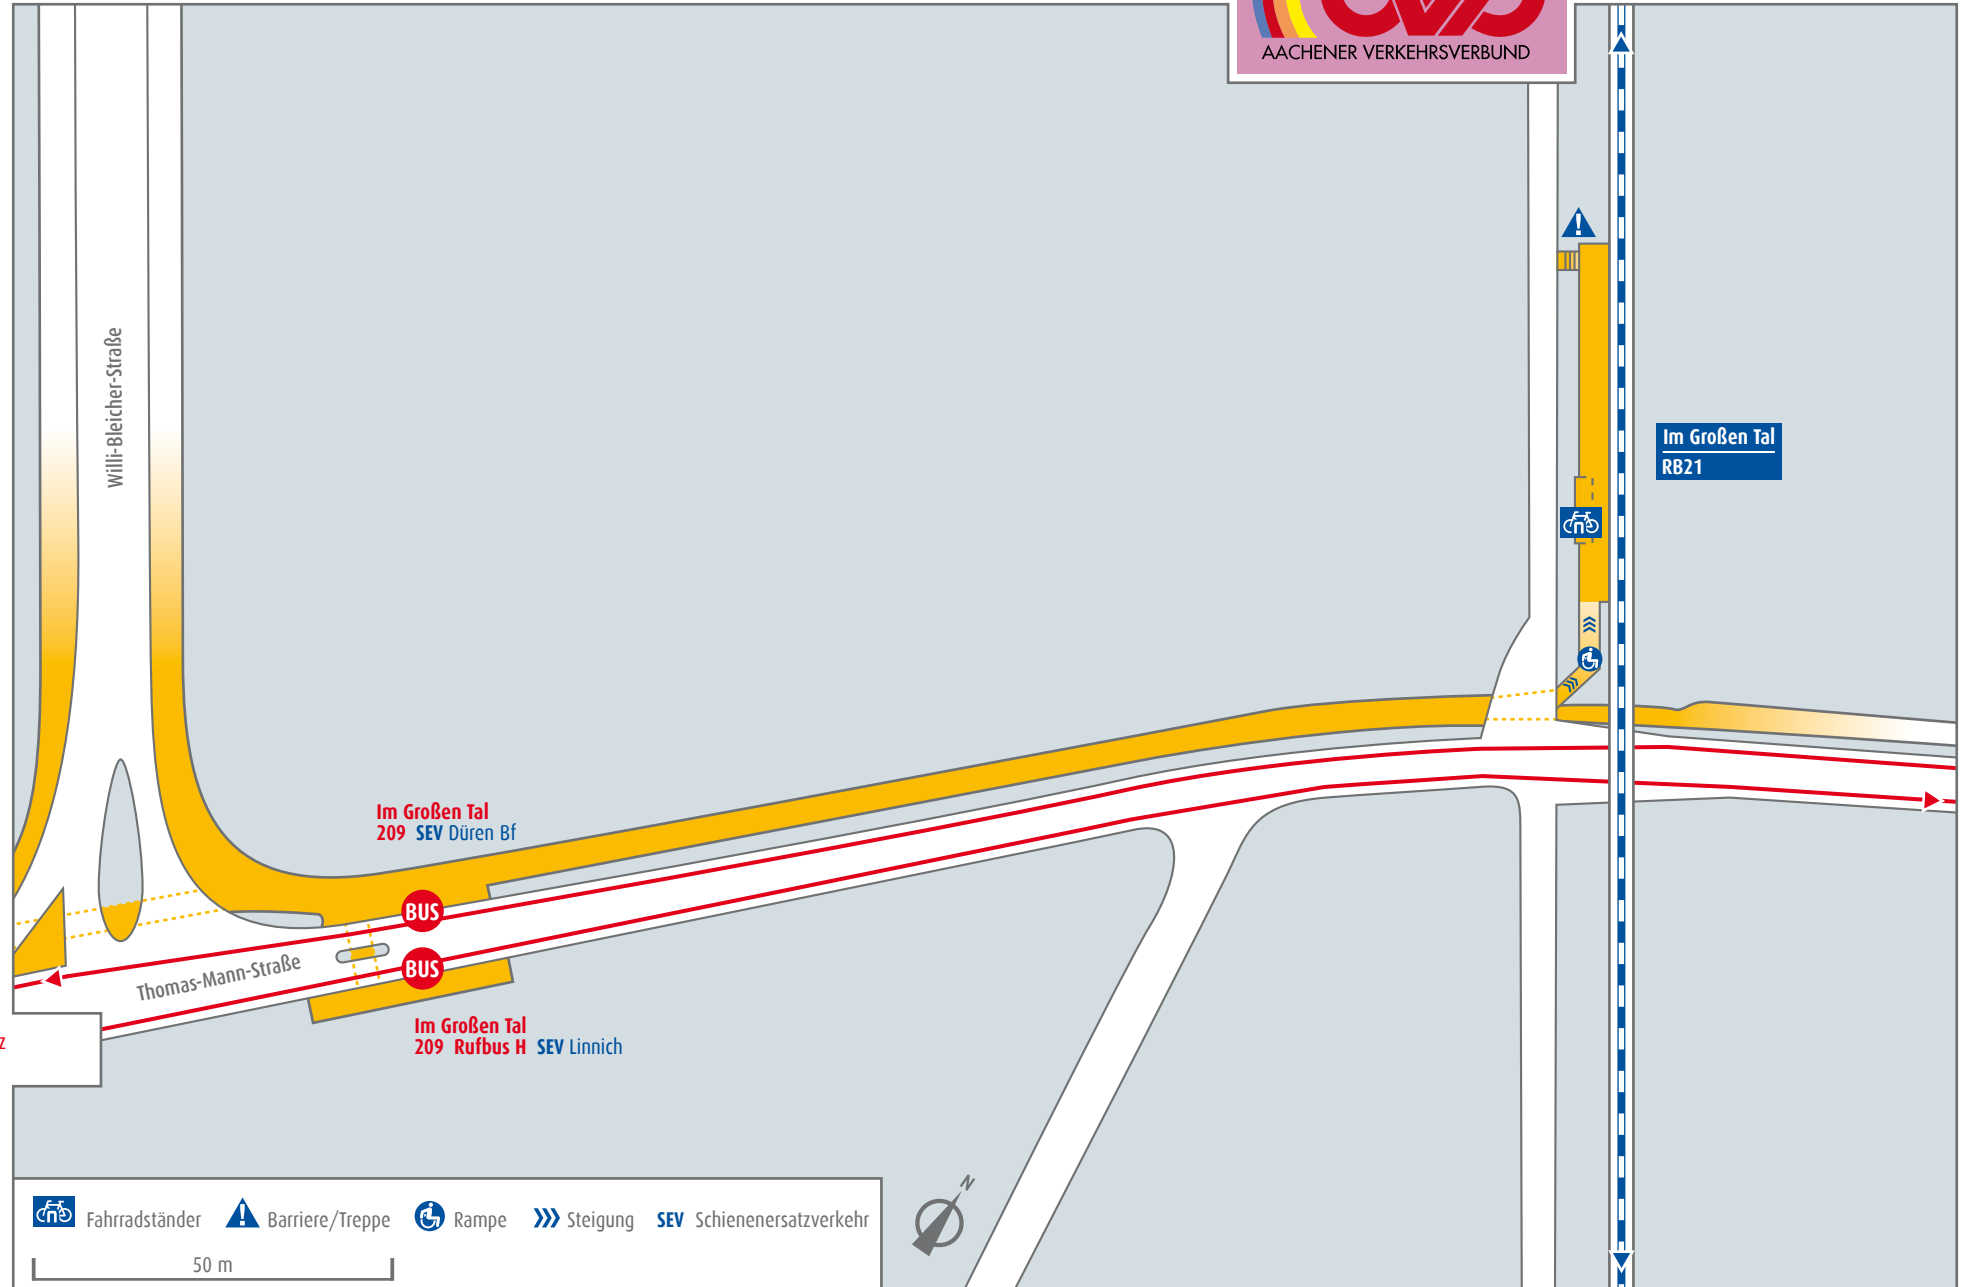 AACHENER VERKEHRSVERBUND
Willi-Bleicher-Straße
Im Großen Tal
RB21
Im Großen Tal
209 SEV Düren Bf
BUS
BUS
Thomas-Mann-Straße
Im Großen Tal
209 Rufbus H SEV Linnich
z
N
Fahrradständer
Barriere/Treppe
Rampe
Steigung
SEV Schienenersatzverkehr
50 m